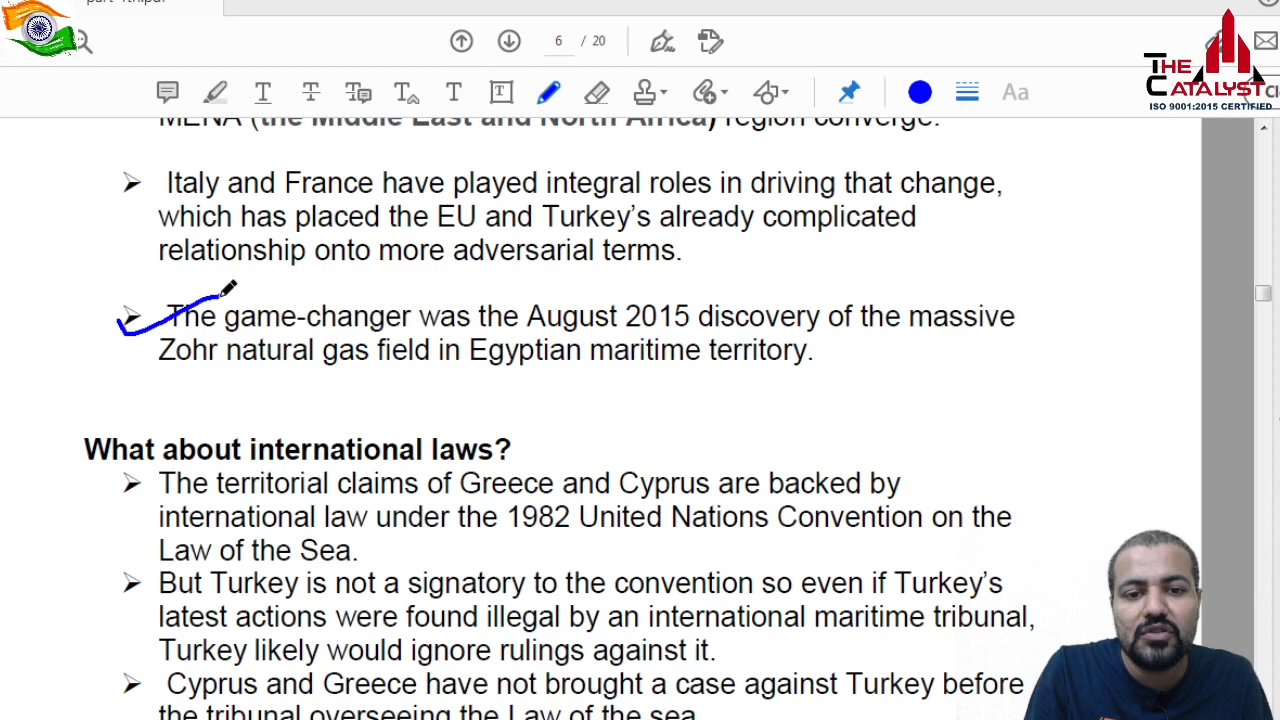 6 / 20
Aa
THE
CATALYST
ISO 9001:2015 CERTIFIED
MENA (the Middle East and North Africa) region converge.
➢ Italy and France have played integral roles in driving that change,
which has placed the EU and Turkey’s already complicated
relationship onto more adversarial terms.
➢ The game-changer was the August 2015 discovery of the massive
Zohr natural gas field in Egyptian maritime territory.
What about international laws?
➢ The territorial claims of Greece and Cyprus are backed by
international law under the 1982 United Nations Convention on the
Law of the Sea.
➢ But Turkey is not a signatory to the convention so even if Turkey’s
latest actions were found illegal by an international maritime tribunal,
Turkey likely would ignore rulings against it.
➢ Cyprus and Greece have not brought a case against Turkey before
the tribunal overseeing the Law of the sea